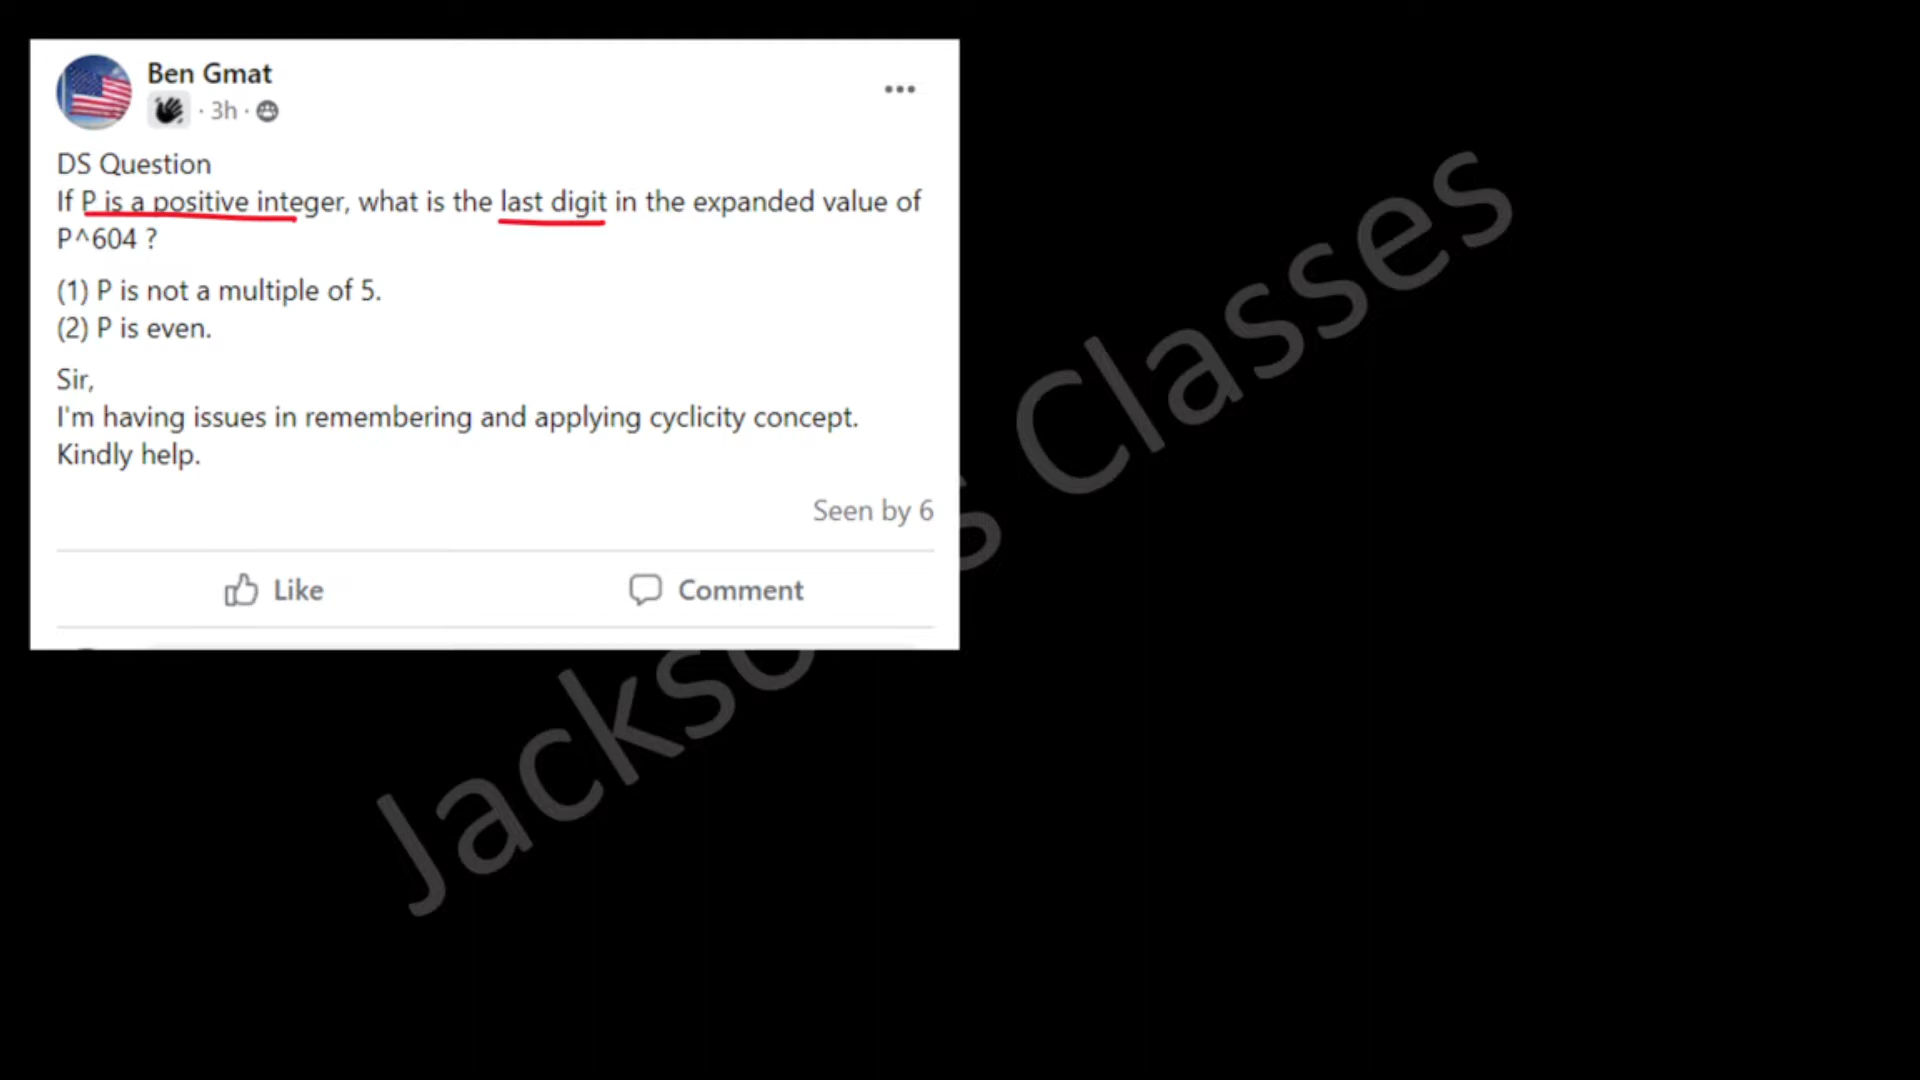 Ben Gmat
· 3h ·
DS Question
If P is a positive integer, what is the last digit in the expanded value of
P^604 ?
(1) P is not a multiple of 5.
(2) P is even.
Sir,
I'm having issues in remembering and applying cyclicity concept.
Kindly help.
Seen by 6
Like
Comment
Jackso s Classes